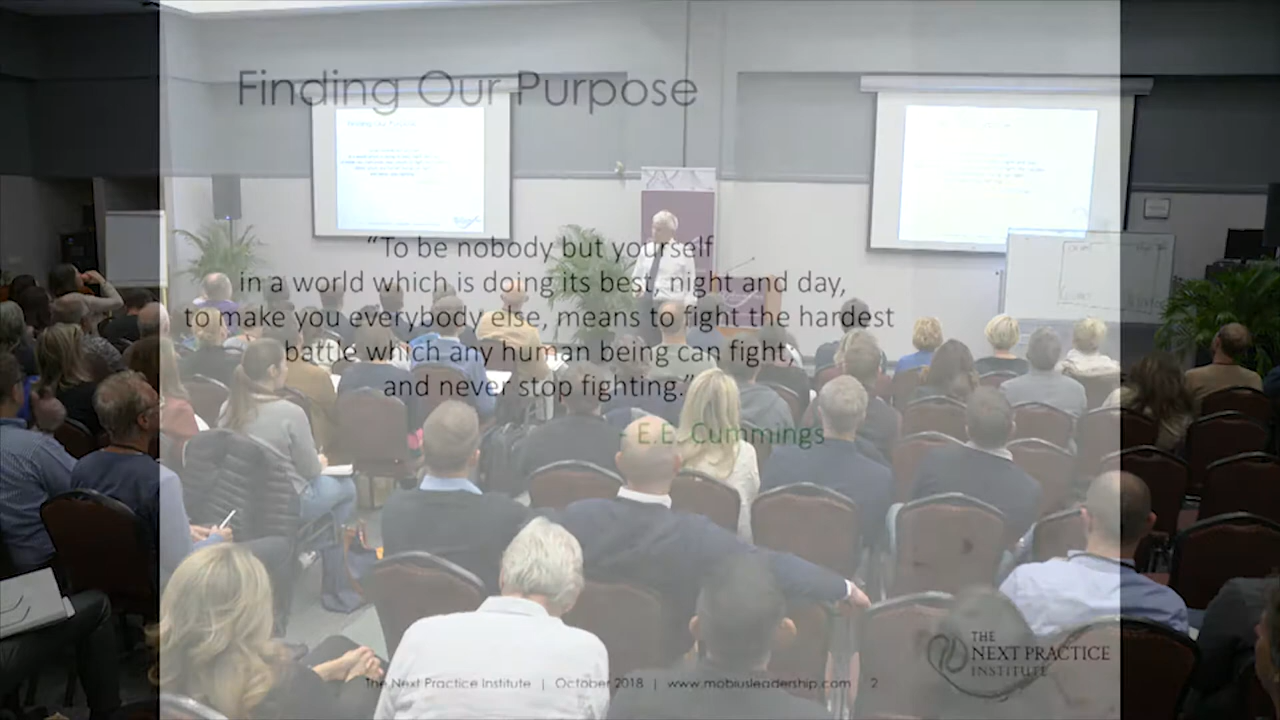 Finding Our Purpose
“To be nobody but yourself
in a world which is doing its best, night and day,
to make you everybody else, means to fight the hardest
battle which any human being can fight;
and never stop fighting.”
- E.E. Cummings
THE
NEXT PRACTICE
INSTITUTE
The Next Practice Institute | October 2018 | www.mobiusleadership.com 2